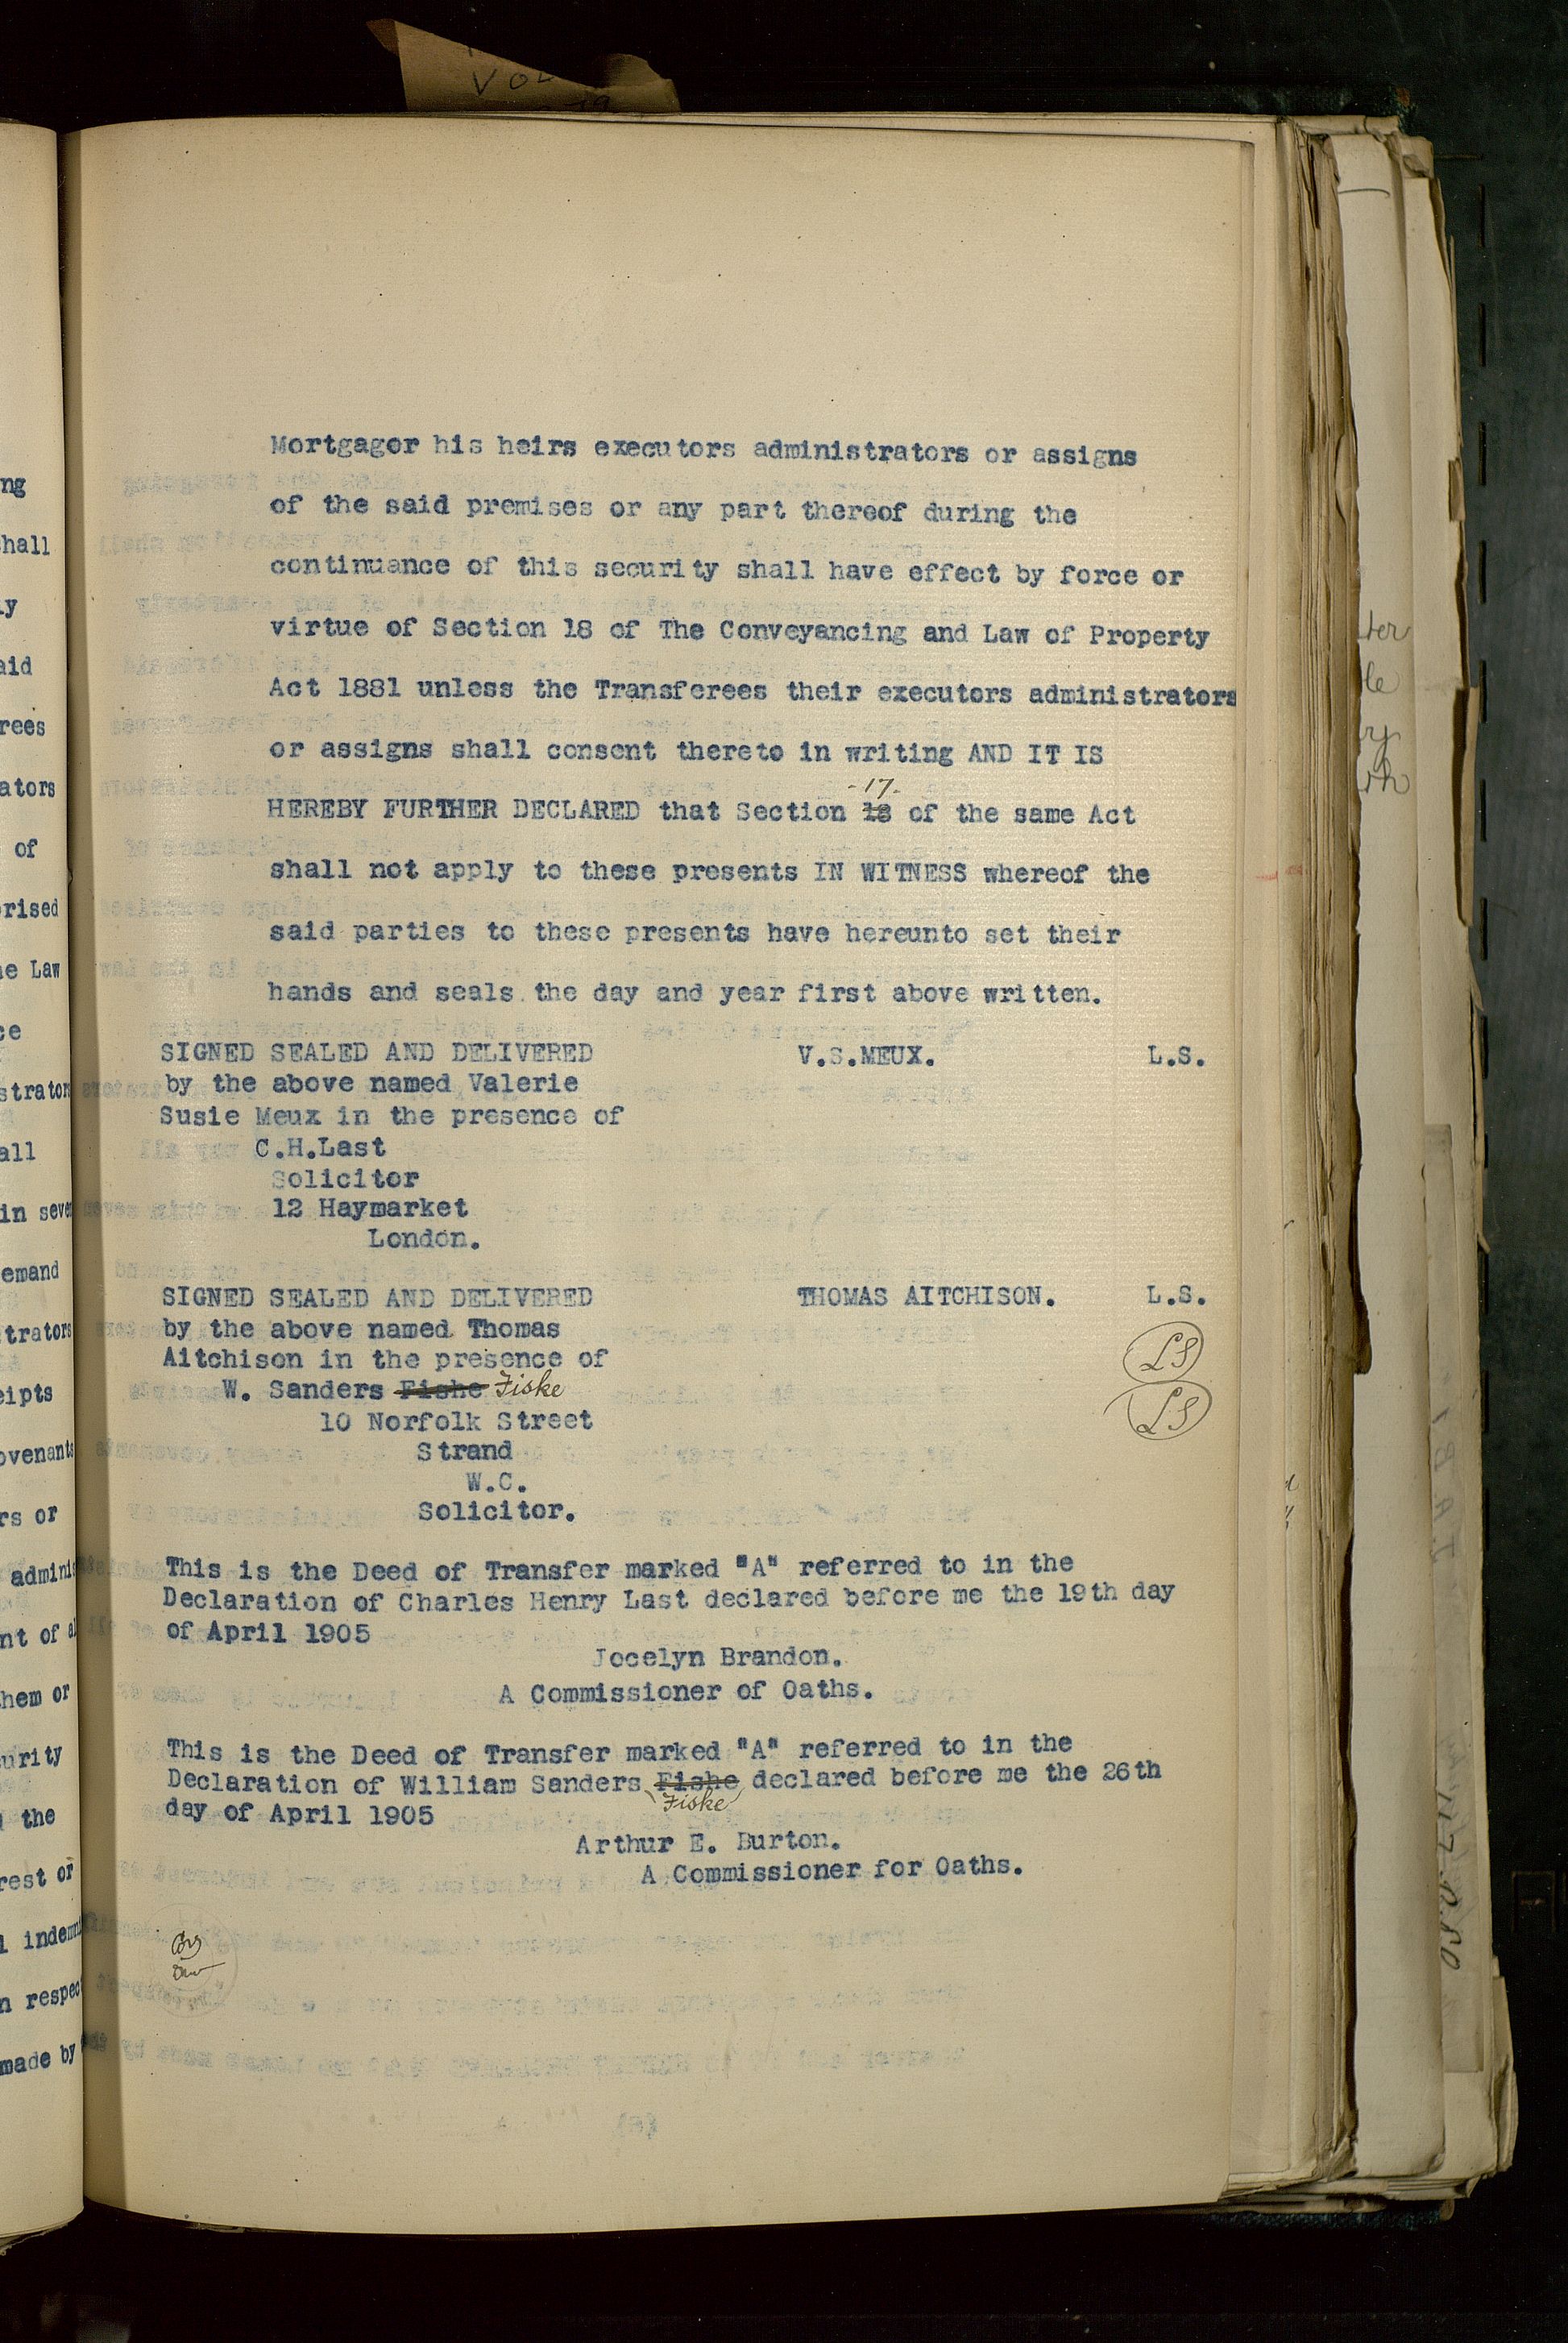 VOL
Mortgagor his heirs executors administrators or assigns
of the said premises or any part thereof during the
continuance of this security shall have effect by force or
virtue of Section 18 of The Conveyancing and Law of Property
Act 1881 unless the Transferees their executors administrators
or assigns shall consent thereto in writing AND IT IS
-17-
HEREBY FURTHER DECLARED that Section 18 of the same Act
shall not apply to these presents IN WITNESS whereof the
said parties to these presents have hereunto set their
hands and seals the day and year first above written.
SIGNED SEALED AND DELIVERED V.S.MEUX. L.S.
by the above named Valerie
Susie Meux in the presence of
C.H.Last
Solicitor
12 Haymarket
London.
SIGNED SEALED AND DELIVERED THOMAS AITCHISON. L.S.
by the above named Thomas
Aitchison in the presence of LS
W. Sanders Fishe Fiske LS
10 Norfolk Street
Strand
W.C.
Solicitor.
This is the Deed of Transfer marked "A" referred to in the
Declaration of Charles Henry Last declared before me the 19th day
of April 1905
Jocelyn Brandon.
A Commissioner of Oaths.
This is the Deed of Transfer marked "A" referred to in the
Declaration of William Sanders Fishe declared before me the 26th
Fiske
day of April 1905
Arthur E. Burton.
A Commissioner for Oaths.